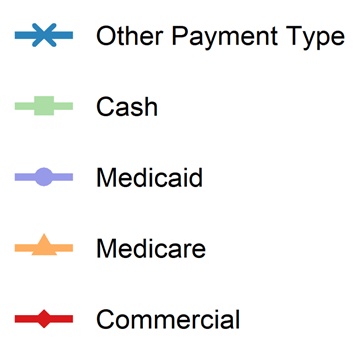 Other Payment Type
Cash
Medicaid
Medicare
Commercial